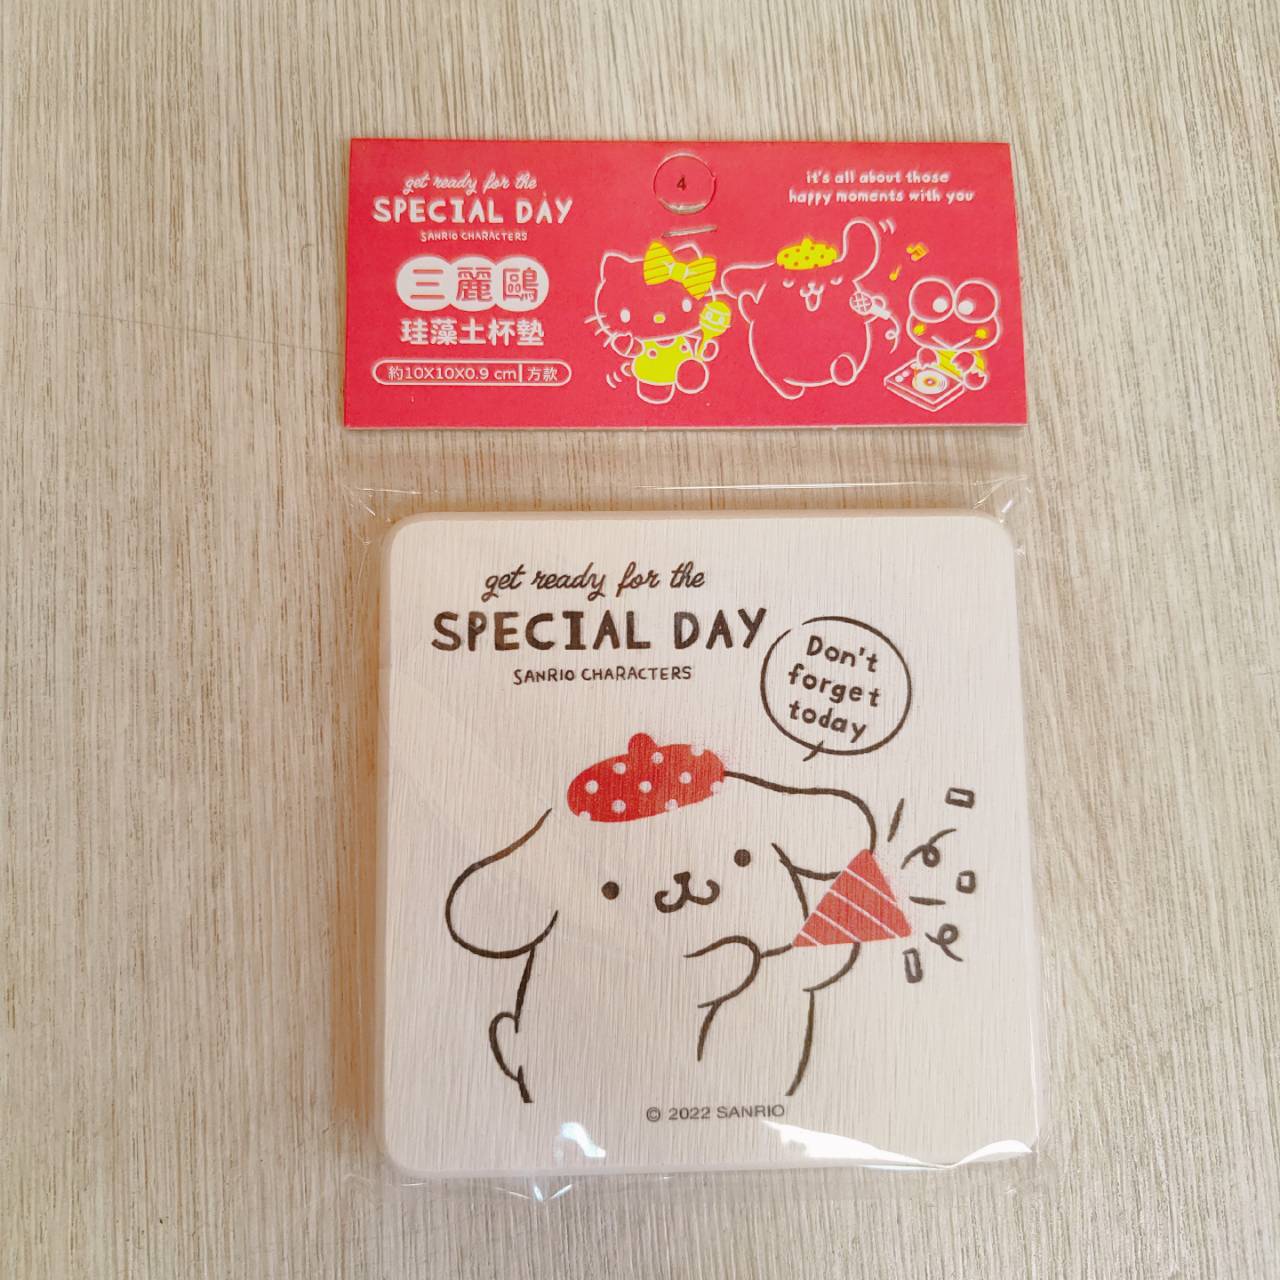 get ready for the
SPECIAL DAY
SANRIO CHARACTERS
三麗鷗
珪藻土杯墊
約10X10X0.9 cm|方款
4
it's all about those
happy moments with you
get ready for the
SPECIAL DAY
SANRIO CHARACTERS
Don't
forget
today
© 2022 SANRIO